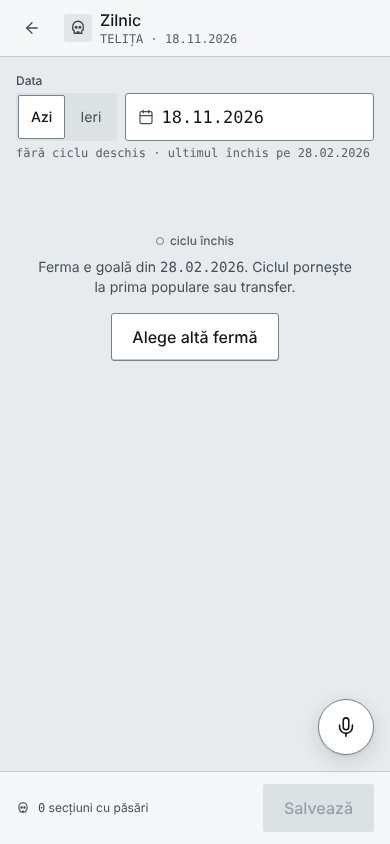 Zilnic
TELIȚA · 18.11.2026
Data
Azi
Ieri
18.11.2026
fără ciclu deschis · ultimul închis pe 28.02.2026
ciclu închis
Ferma e goală din 28.02.2026. Ciclul pornește
la prima populare sau transfer.
Alege altă fermă
0 secțiuni cu păsări
Salvează